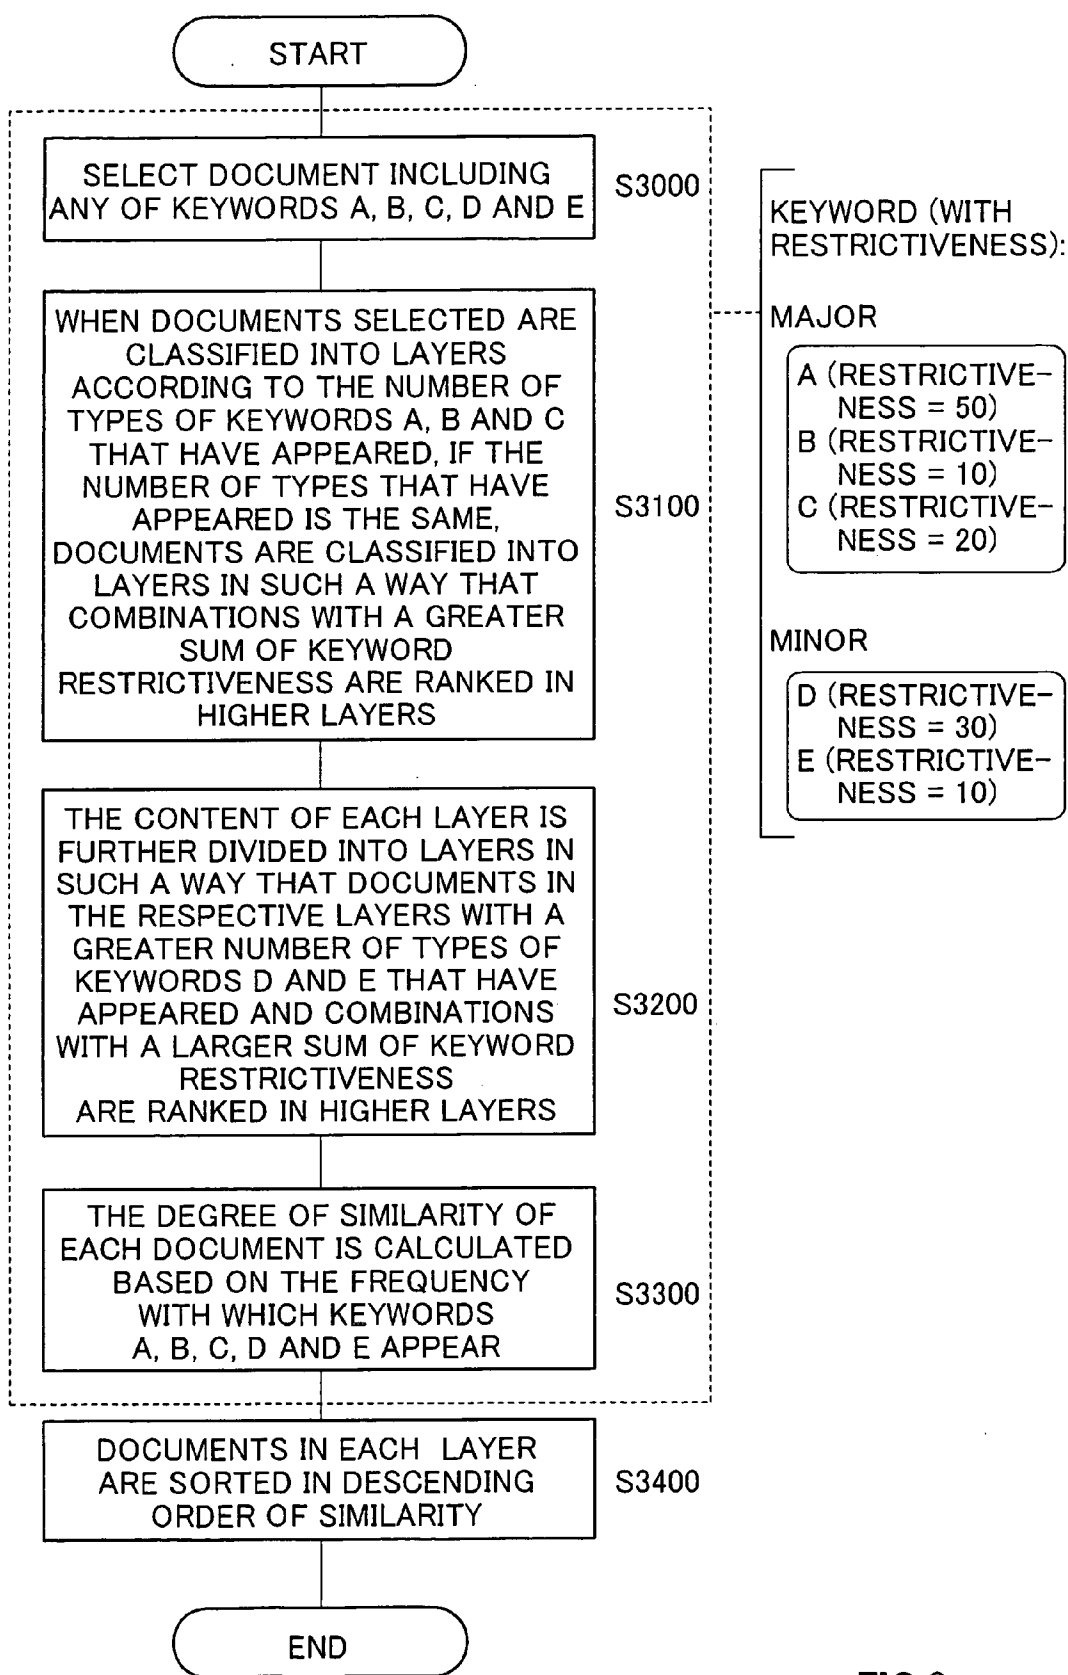 START
SELECT DOCUMENT INCLUDING
ANY OF KEYWORDS A, B, C, D AND E
S3000
WHEN DOCUMENTS SELECTED ARE
CLASSIFIED INTO LAYERS
ACCORDING TO THE NUMBER OF
TYPES OF KEYWORDS A, B AND C
THAT HAVE APPEARED, IF THE
NUMBER OF TYPES THAT HAVE
APPEARED IS THE SAME,
DOCUMENTS ARE CLASSIFIED INTO
LAYERS IN SUCH A WAY THAT
COMBINATIONS WITH A GREATER
SUM OF KEYWORD
RESTRICTIVENESS ARE RANKED IN
HIGHER LAYERS
S3100
THE CONTENT OF EACH LAYER IS
FURTHER DIVIDED INTO LAYERS IN
SUCH A WAY THAT DOCUMENTS IN
THE RESPECTIVE LAYERS WITH A
GREATER NUMBER OF TYPES OF
KEYWORDS D AND E THAT HAVE
APPEARED AND COMBINATIONS
WITH A LARGER SUM OF KEYWORD
RESTRICTIVENESS
ARE RANKED IN HIGHER LAYERS
S3200
THE DEGREE OF SIMILARITY OF
EACH DOCUMENT IS CALCULATED
BASED ON THE FREQUENCY
WITH WHICH KEYWORDS
A, B, C, D AND E APPEAR
S3300
DOCUMENTS IN EACH LAYER
ARE SORTED IN DESCENDING
ORDER OF SIMILARITY
S3400
END
KEYWORD (WITH
RESTRICTIVENESS):
MAJOR
A (RESTRICTIVE-
NESS = 50)
B (RESTRICTIVE-
NESS = 10)
C (RESTRICTIVE-
NESS = 20)
MINOR
D (RESTRICTIVE-
NESS = 30)
E (RESTRICTIVE-
NESS = 10)